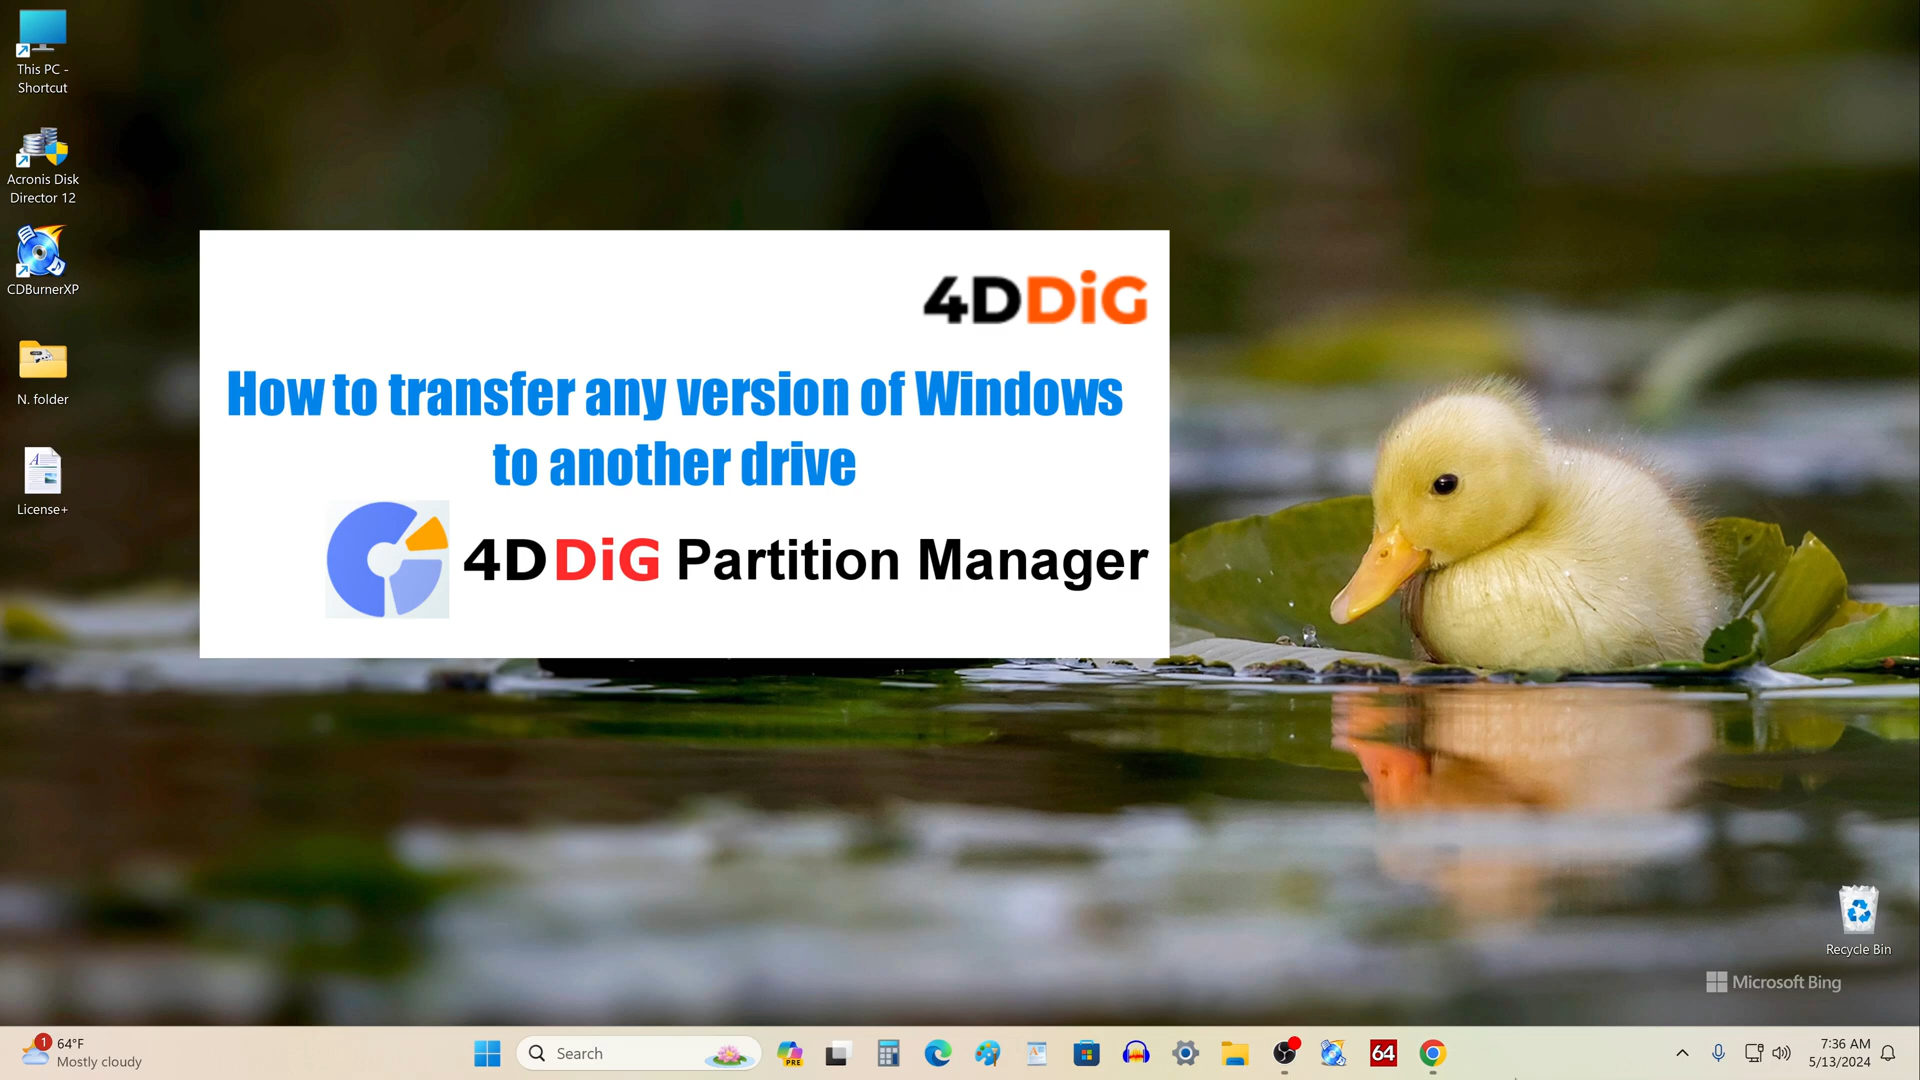 This PC -
Shortcut
Acronis Disk
Director 12
CDBurnerXP
N. folder
License+
4DDiG
How to transfer any version of Windows
to another drive
4DDiG Partition Manager
Recycle Bin
Microsoft Bing
1
64°F
Mostly cloudy
Search
PRE
64
7:36 AM
5/13/2024